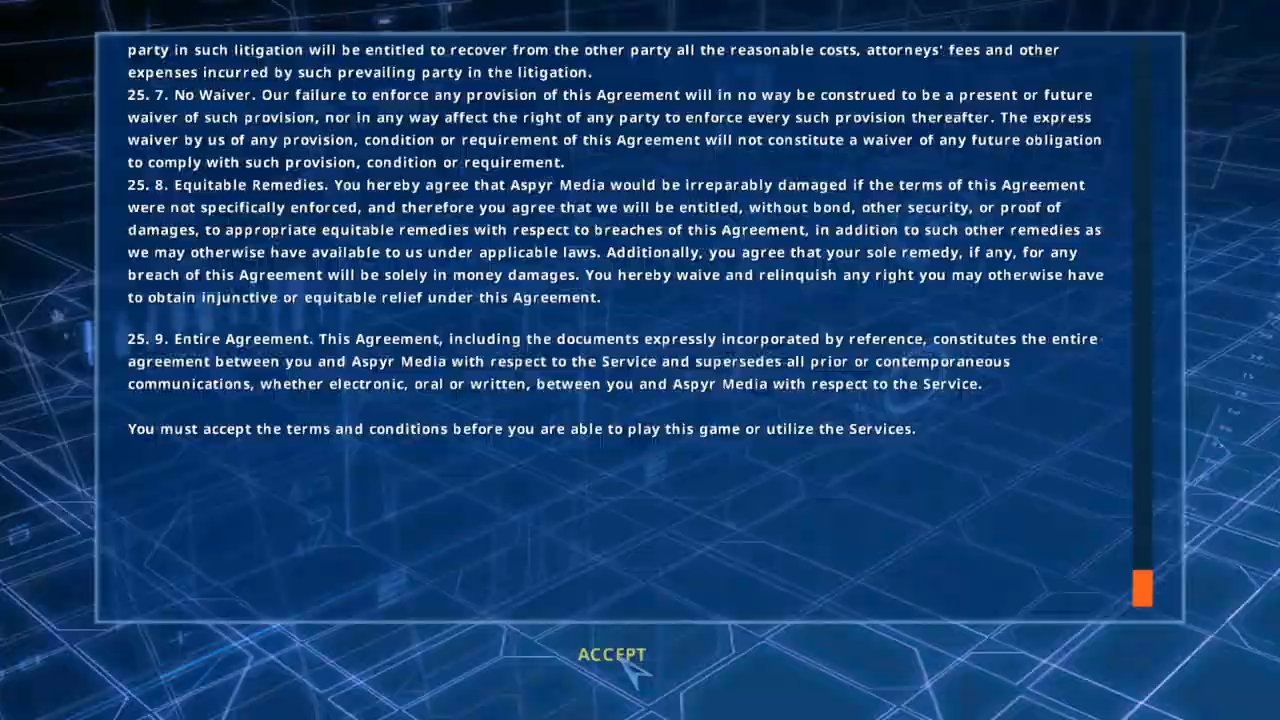 party in such litigation will be entitled to recover from the other party all the reasonable costs, attorneys' fees and other
expenses incurred by such prevailing party in the litigation.
25. 7. No Waiver. Our failure to enforce any provision of this Agreement will in no way be construed to be a present or future
waiver of such provision, nor in any way affect the right of any party to enforce every such provision thereafter. The express
waiver by us of any provision, condition or requirement of this Agreement will not constitute a waiver of any future obligation
to comply with such provision, condition or requirement.
25. 8. Equitable Remedies. You hereby agree that Aspyr Media would be irreparably damaged if the terms of this Agreement
were not specifically enforced, and therefore you agree that we will be entitled, without bond, other security, or proof of
damages, to appropriate equitable remedies with respect to breaches of this Agreement, in addition to such other remedies as
we may otherwise have available to us under applicable laws. Additionally, you agree that your sole remedy, if any, for any
breach of this Agreement will be solely in money damages. You hereby waive and relinquish any right you may otherwise have
to obtain injunctive or equitable relief under this Agreement.
25. 9. Entire Agreement. This Agreement, including the documents expressly incorporated by reference, constitutes the entire
agreement between you and Aspyr Media with respect to the Service and supersedes all prior or contemporaneous
communications, whether electronic, oral or written, between you and Aspyr Media with respect to the Service.
You must accept the terms and conditions before you are able to play this game or utilize the Services.
ACCEPT